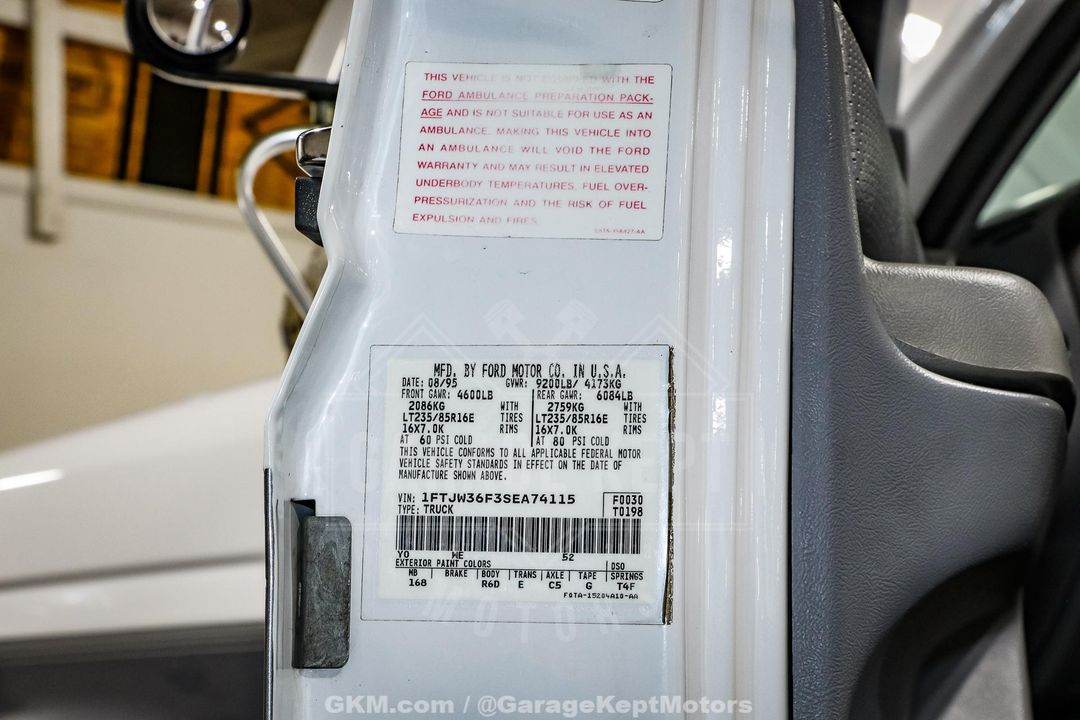 THIS VEHICLE IS NOT EQUIPPED WITH THE
FORD AMBULANCE PREPARATION PACK-
AGE AND IS NOT SUITABLE FOR USE AS AN
AMBULANCE. MAKING THIS VEHICLE INTO
AN AMBULANCE WILL VOID THE FORD
WARRANTY AND MAY RESULT IN ELEVATED
UNDERBODY TEMPERATURES, FUEL OVER-
PRESSURIZATION AND THE RISK OF FUEL
EXPULSION AND FIRES.
MFD. BY FORD MOTOR CO. IN U.S.A.
DATE: 08/95 GVWR: 9200LB/ 4173KG
FRONT GAWR: 4600LB REAR GAWR: 6084LB
2086KG WITH 2759KG WITH
LT235/85R16E TIRES LT235/85R16E TIRES
16X7.0K RIMS 16X7.0K RIMS
AT 60 PSI COLD AT 80 PSI COLD
THIS VEHICLE CONFORMS TO ALL APPLICABLE FEDERAL MOTOR
VEHICLE SAFETY STANDARDS IN EFFECT ON THE DATE OF
MANUFACTURE SHOWN ABOVE.
VIN: 1FTJW36F3SEA74115 F0030
TYPE: TRUCK T0198
YO WE 52
EXTERIOR PAINT COLORS DSO
WB BRAKE BODY TRANS AXLE TAPE SPRINGS
168 R6D E C5 G T4F
F0TA-15204A10-AA
MOTOR
GKM.com / @GarageKeptMotors